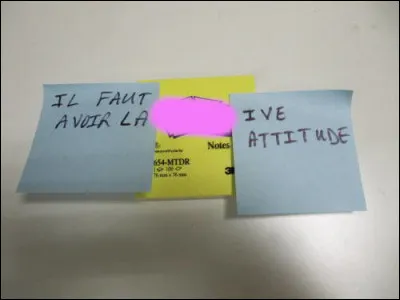 IL FAUT
AVOIR LA
IVE
ATTITUDE
Notes
654-MTDR
3M